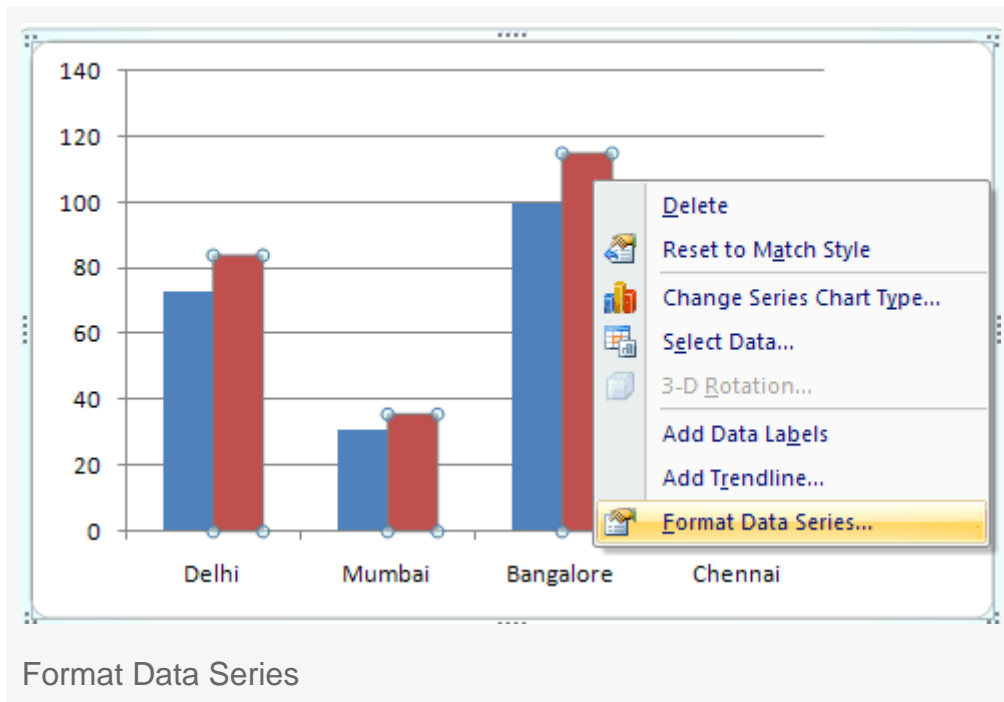 140
120
100
80
60
40
20
0
Delhi Mumbai Bangalore Chennai
Delete
Reset to Match Style
Change Series Chart Type...
Select Data...
3-D Rotation...
Add Data Labels
Add Trendline...
Format Data Series...
Format Data Series